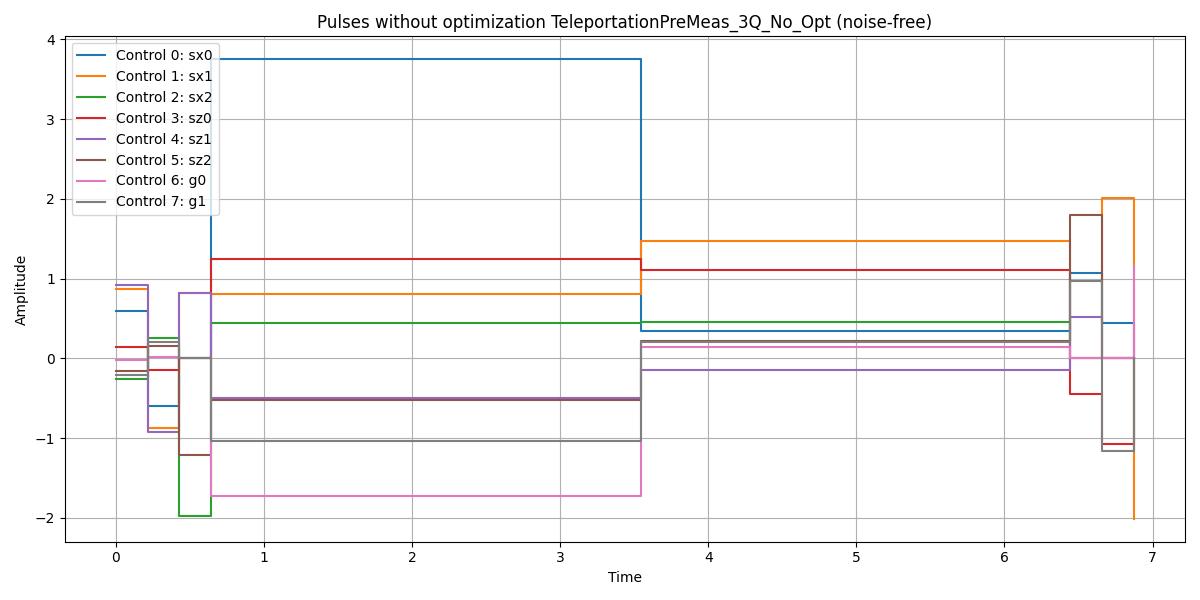 Pulses without optimization TeleportationPreMeas_3Q_No_Opt (noise-free)
Control 0: sx0
Control 1: sx1
Control 2: sx2
Control 3: sz0
Control 4: sz1
Control 5: sz2
Control 6: g0
Control 7: g1
Amplitude
4
3
2
1
0
−1
−2
0 1 2 3 4 5 6 7
Time